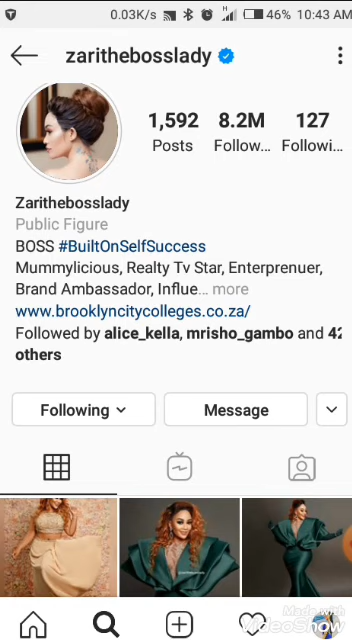 0.03K/s 46% 10:43 AM
zarithebosslady
1,592 8.2M 127
Posts Follow... Followi...
Zarithebosslady
Public Figure
BOSS #BuiltOnSelfSuccess
Mummylicious, Realty Tv Star, Enterprenuer,
Brand Ambassador, Influe... more
www.brooklyncitycolleges.co.za/
Followed by alice_kella, mrisho_gambo and 42
others
Following Message
Made with
VideoShow